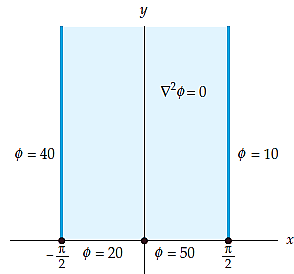 y
∇²ϕ = 0
ϕ = 40
ϕ = 10
x
−π/2
ϕ = 20
ϕ = 50
π/2